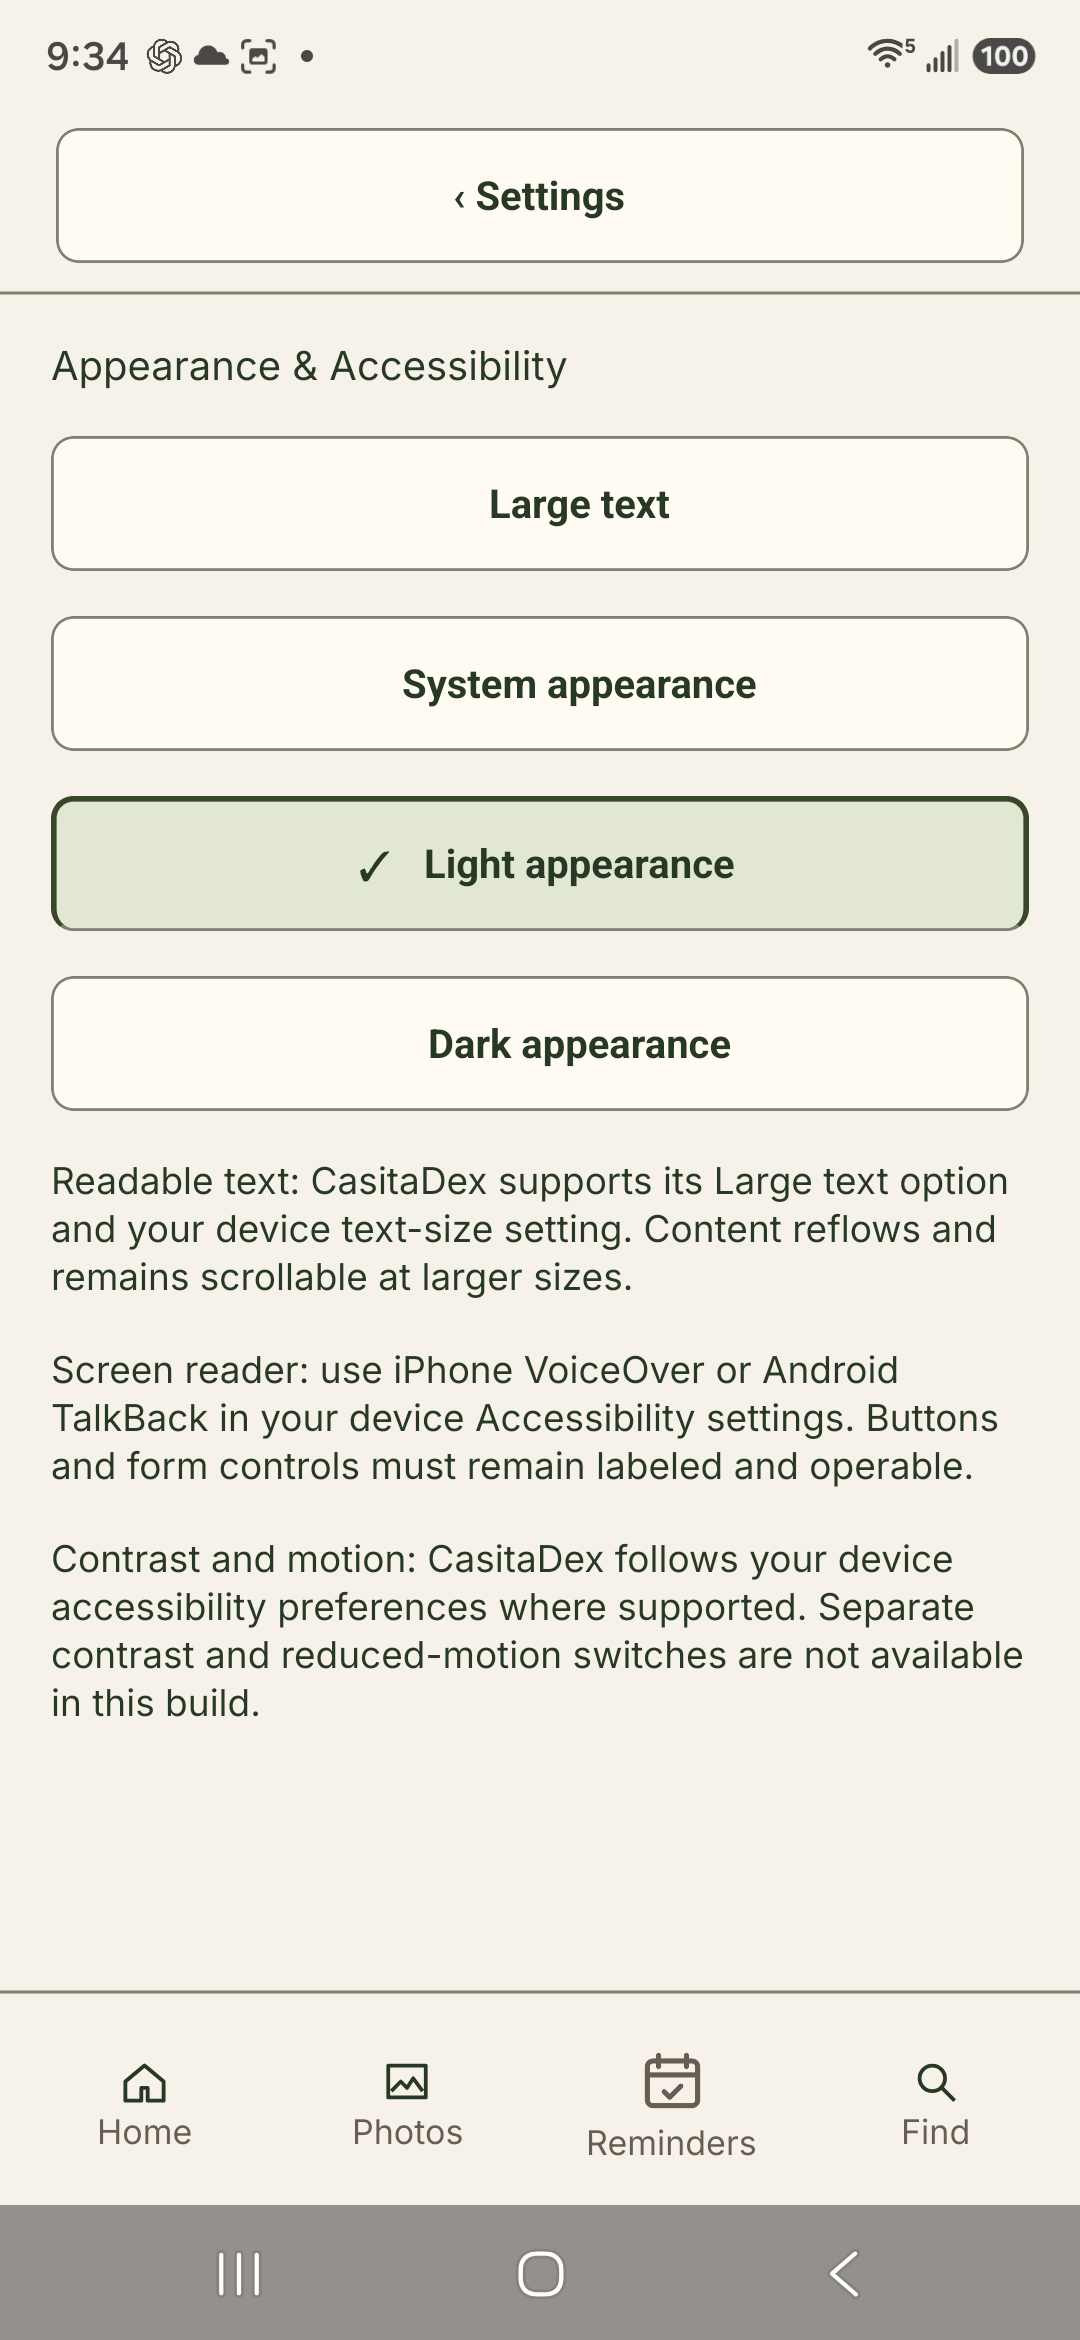 9:34
5
100
‹ Settings
Appearance & Accessibility
Large text
System appearance
✓ Light appearance
Dark appearance
Readable text: CasitaDex supports its Large text option
and your device text-size setting. Content reflows and
remains scrollable at larger sizes.
Screen reader: use iPhone VoiceOver or Android
TalkBack in your device Accessibility settings. Buttons
and form controls must remain labeled and operable.
Contrast and motion: CasitaDex follows your device
accessibility preferences where supported. Separate
contrast and reduced-motion switches are not available
in this build.
Home
Photos
Reminders
Find